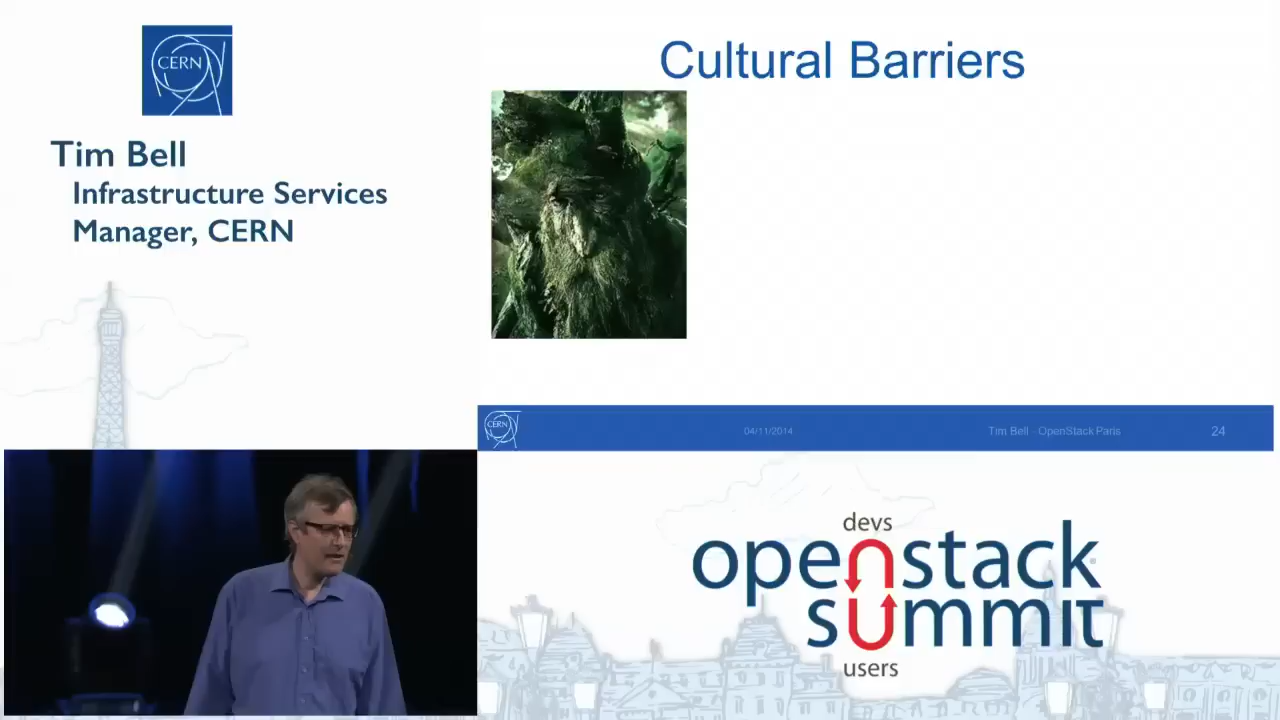 CERN
Tim Bell
Infrastructure Services
Manager, CERN
Cultural Barriers
CERN
04/11/2014
Tim Bell - OpenStack Paris
24
devs
openstack
summit
users